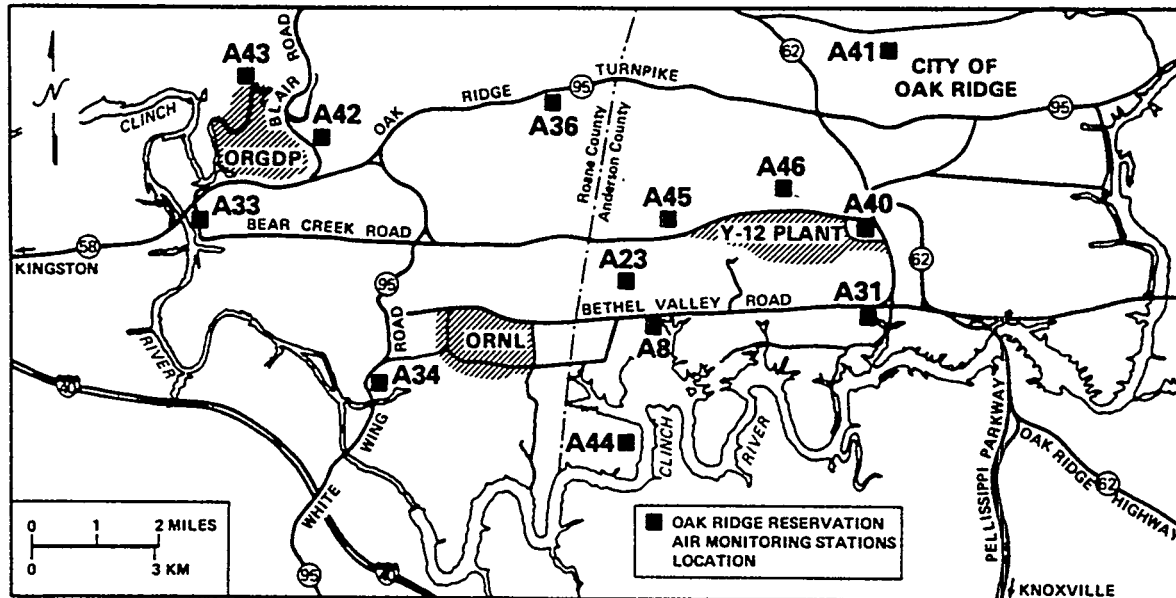 A43
BLAIR ROAD
62
A41
CITY OF
OAK RIDGE
N
CLINCH
A42
OAK RIDGE TURNPIKE
95
95
A36
ORGDP
Roane County
Anderson County
A46
A45
A40
A33
BEAR CREEK ROAD
Y-12 PLANT
58
KINGSTON
62
A23
A31
95
BETHEL VALLEY ROAD
ORNL
A8
RIVER
40
A34
WHITE WING ROAD
A44
CLINCH RIVER
PELLISSIPPI PARKWAY
OAK RIDGE HIGHWAY
62
0 1 2 MILES
0 3 KM
95
40
OAK RIDGE RESERVATION
AIR MONITORING STATIONS
LOCATION
KNOXVILLE